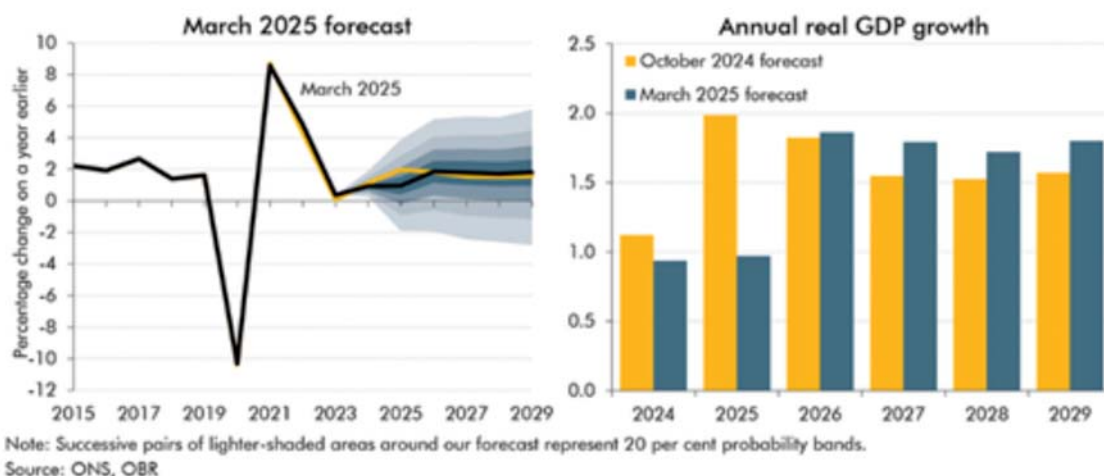 March 2025 forecast
Percentage change on a year earlier
10
8
6
4
2
0
-2
-4
-6
-8
-10
-12
March 2025
2015 2017 2019 2021 2023 2025 2027 2029
Annual real GDP growth
2.5
2.0
1.5
1.0
0.5
0.0
October 2024 forecast
March 2025 forecast
2024 2025 2026 2027 2028 2029
Note: Successive pairs of lighter-shaded areas around our forecast represent 20 per cent probability bands.
Source: ONS, OBR